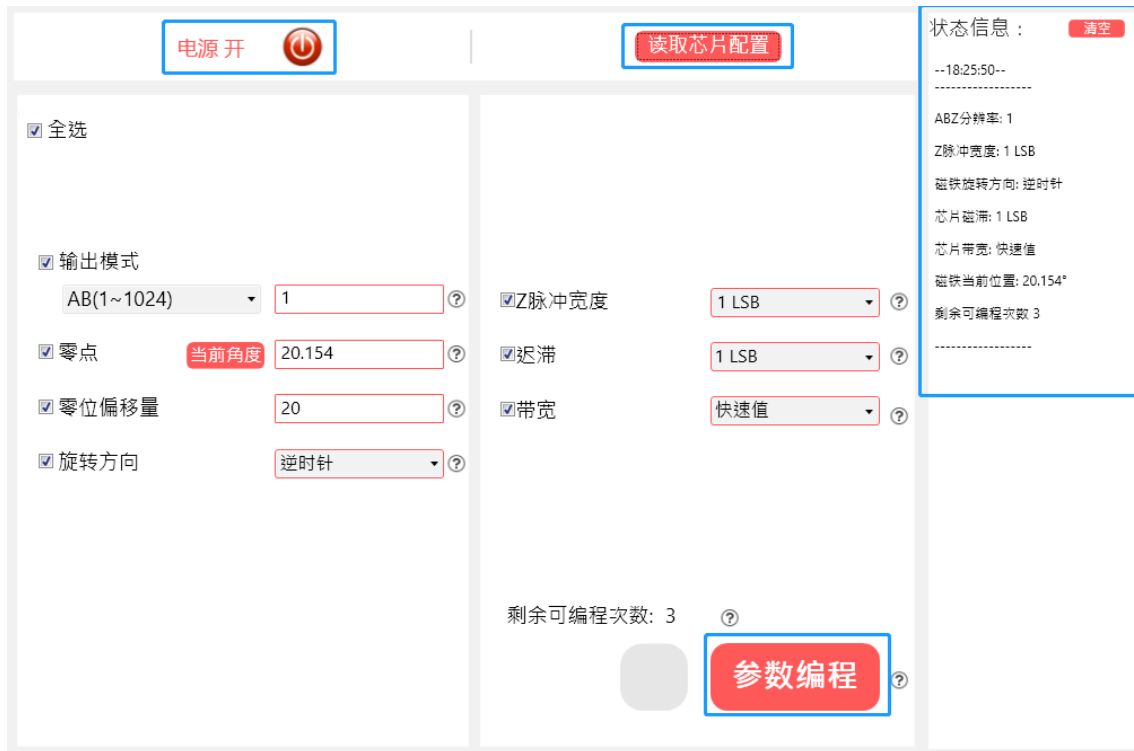 电源 开
读取芯片配置
全选
输出模式
AB(1~1024)
1
?
零点
当前角度
20.154
?
零位偏移量
20
?
旋转方向
逆时针
?
Z脉冲宽度
1 LSB
?
迟滞
1 LSB
?
带宽
快速值
?
剩余可编程次数: 3
?
参数编程
?
状态信息：
清空
--18:25:50--
------------------
ABZ分辨率: 1
Z脉冲宽度: 1 LSB
磁铁旋转方向: 逆时针
芯片磁滞: 1 LSB
芯片带宽: 快速值
磁铁当前位置: 20.154°
剩余可编程次数 3
------------------